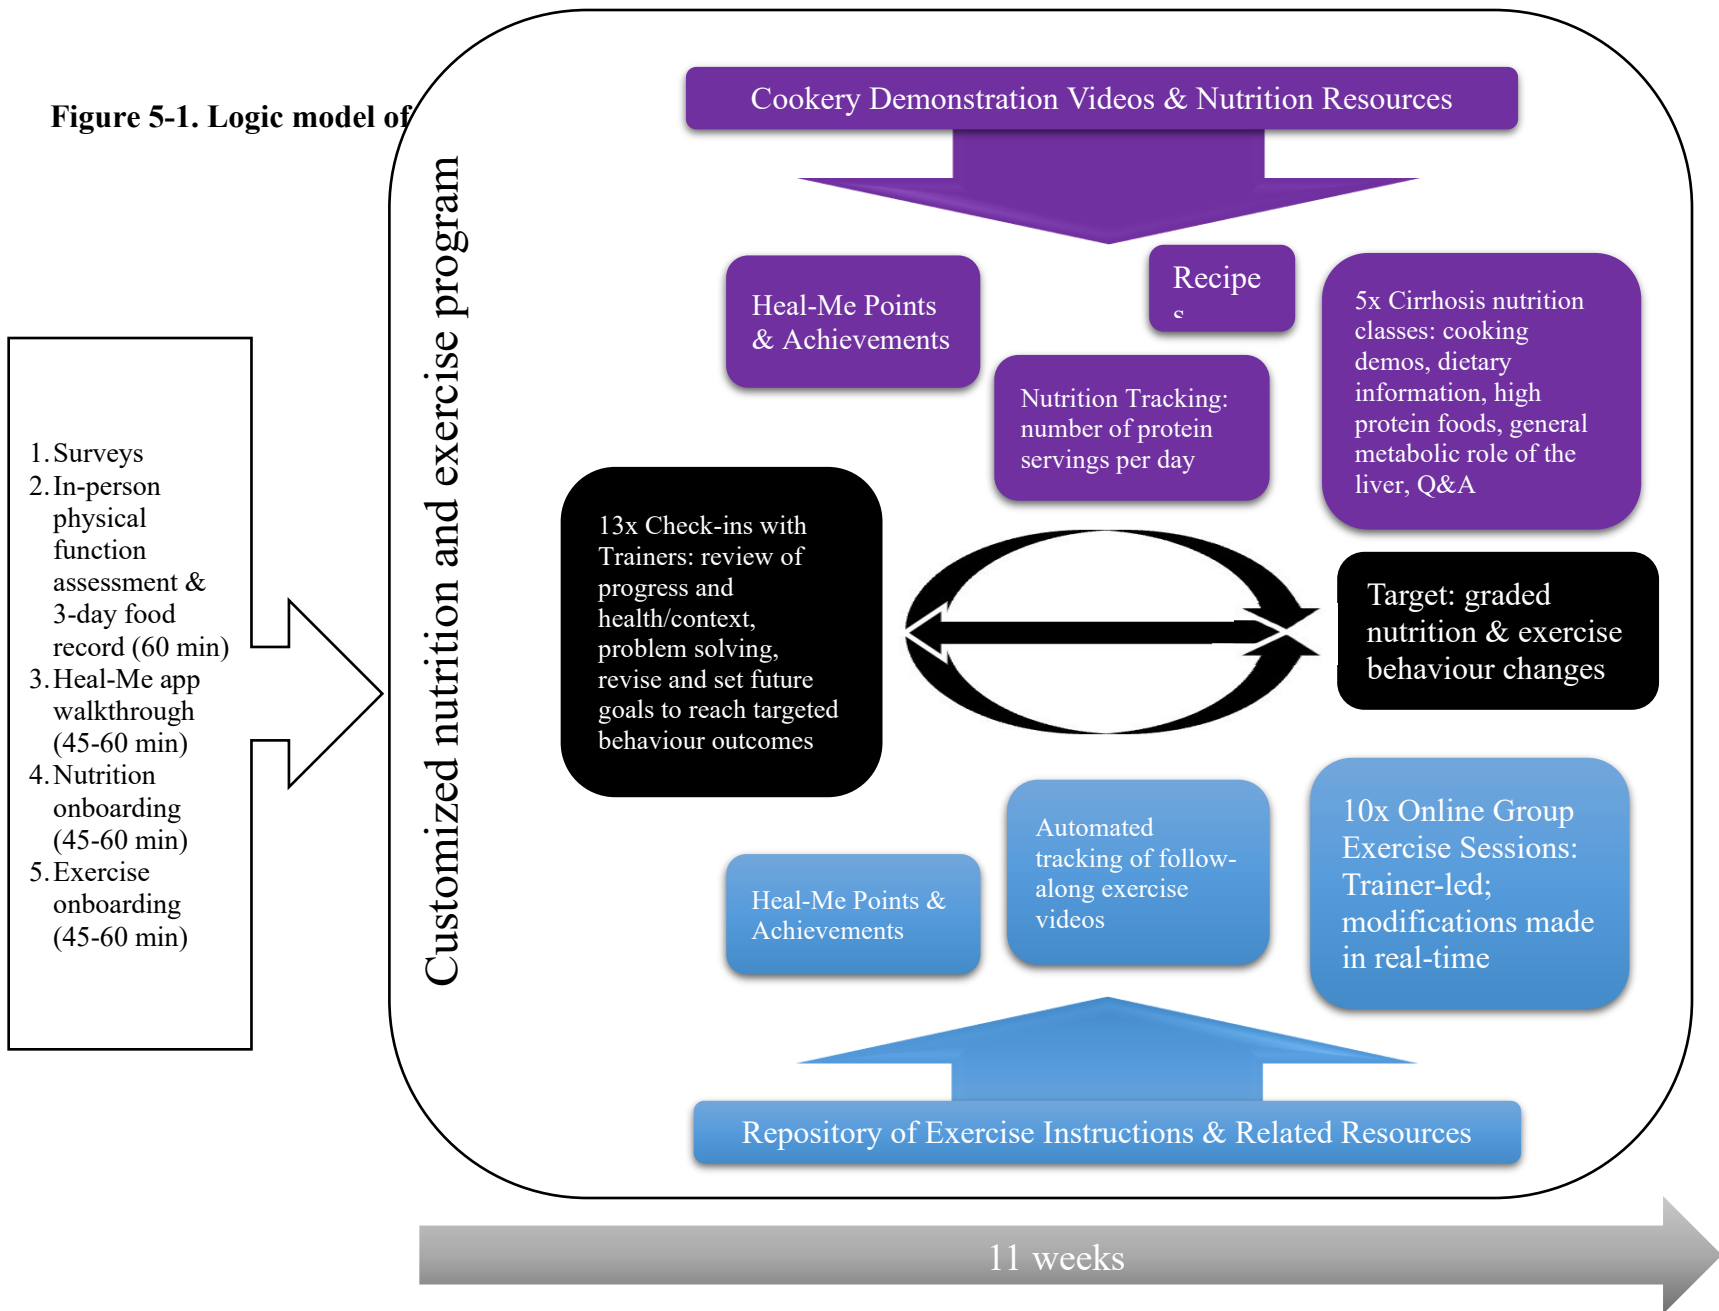 Figure 5-1. Logic model of
Customized nutrition and exercise program
1. Surveys
2. In-person
physical
function
assessment &
3-day food
record (60 min)
3. Heal-Me app
walkthrough
(45-60 min)
4. Nutrition
onboarding
(45-60 min)
5. Exercise
onboarding
(45-60 min)
Cookery Demonstration Videos & Nutrition Resources
Heal-Me Points
& Achievements
Recipe
s
Nutrition Tracking:
number of protein
servings per day
5x Cirrhosis nutrition
classes: cooking
demos, dietary
information, high
protein foods, general
metabolic role of the
liver, Q&A
13x Check-ins with
Trainers: review of
progress and
health/context,
problem solving,
revise and set future
goals to reach targeted
behaviour outcomes
Target: graded
nutrition & exercise
behaviour changes
Heal-Me Points &
Achievements
Automated
tracking of follow-
along exercise
videos
10x Online Group
Exercise Sessions:
Trainer-led;
modifications made
in real-time
Repository of Exercise Instructions & Related Resources
11 weeks